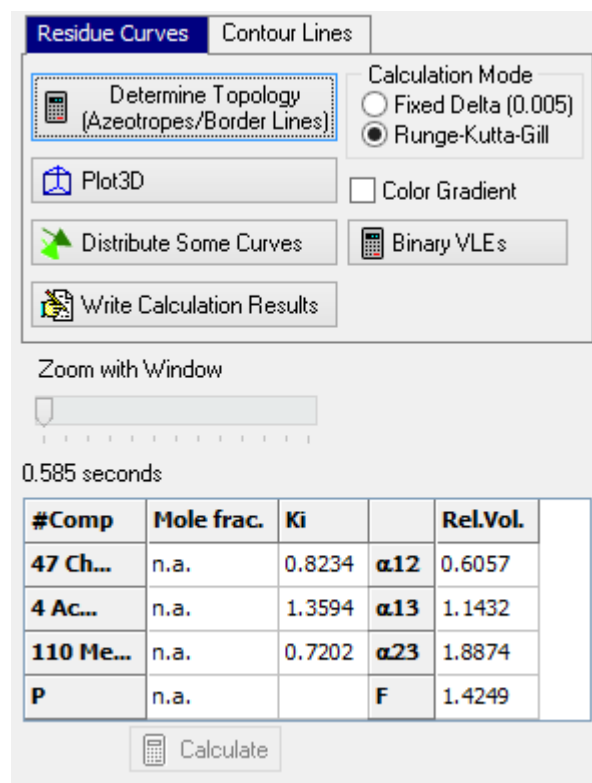 Residue Curves Contour Lines
Determine Topology
(Azeotropes/Border Lines)
Calculation Mode
Fixed Delta (0.005)
Runge-Kutta-Gill
Plot3D
Color Gradient
Distribute Some Curves
Binary VLEs
Write Calculation Results
Zoom with Window
0.585 seconds
#Comp Mole frac. Ki Rel.Vol.
47 Ch... n.a. 0.8234 α12 0.6057
4 Ac... n.a. 1.3594 α13 1.1432
110 Me... n.a. 0.7202 α23 1.8874
P n.a. F 1.4249
Calculate